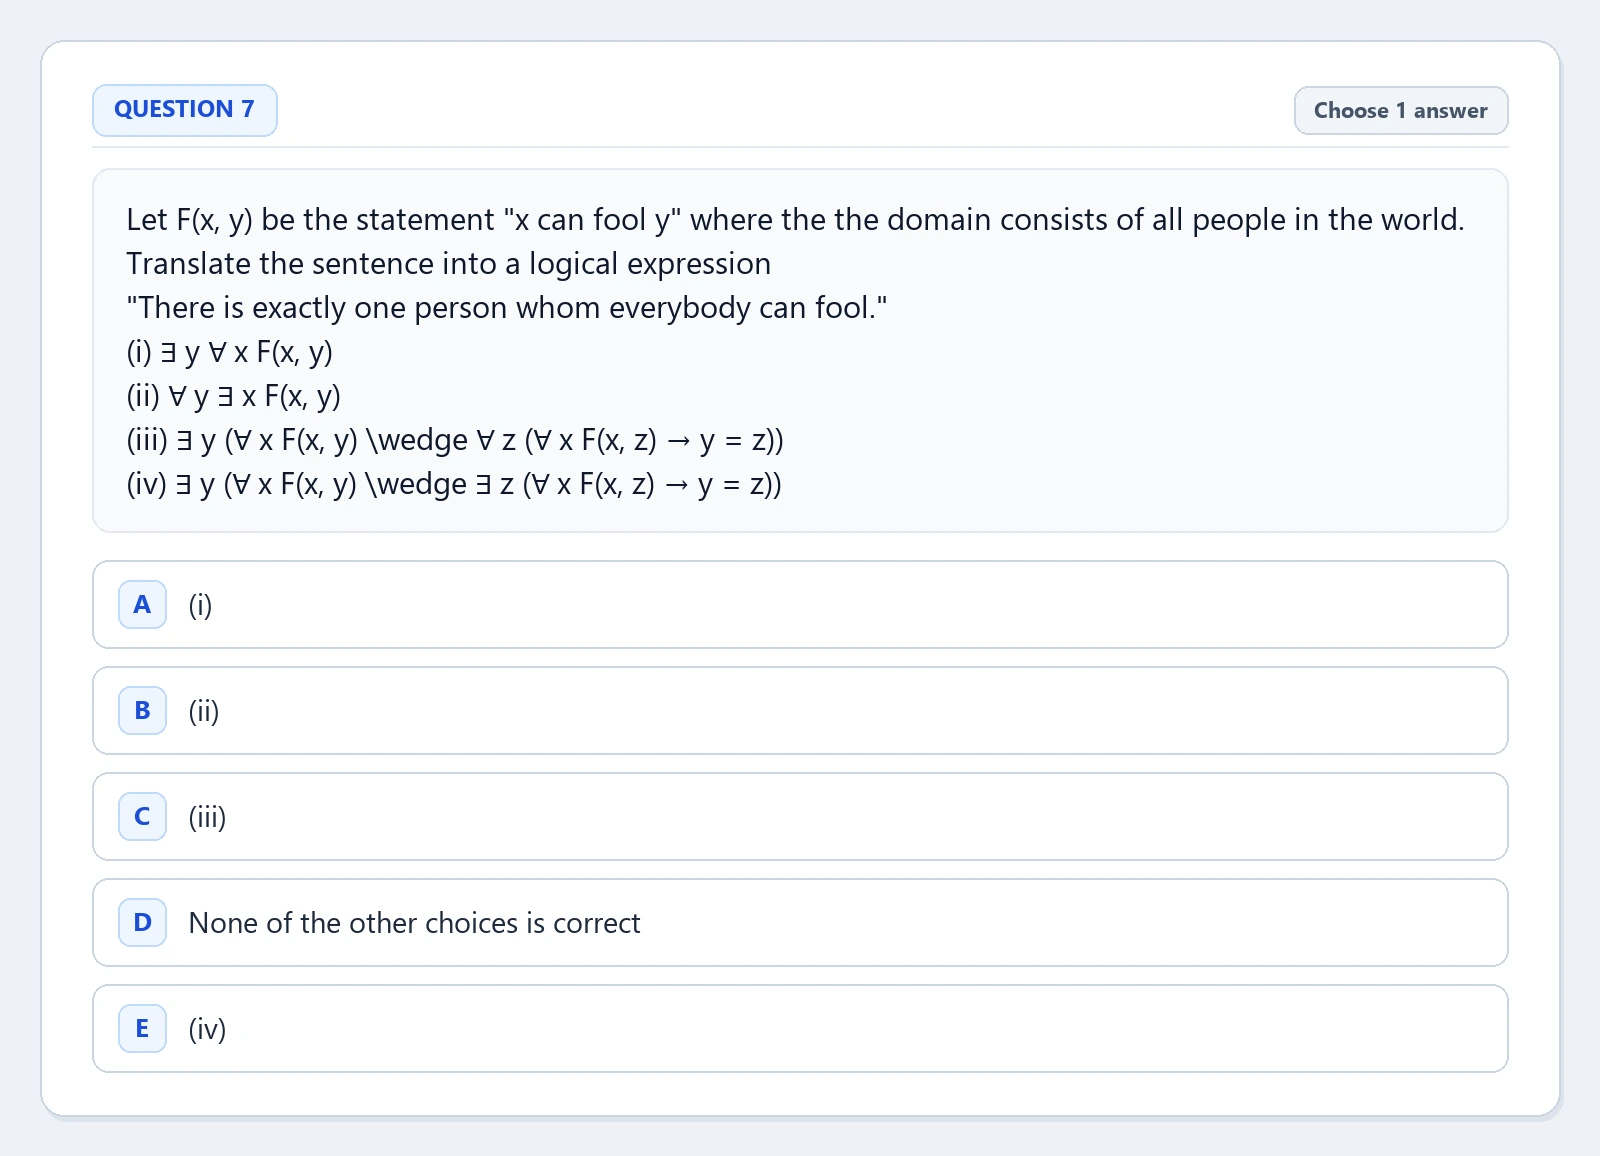 QUESTION 7
Choose 1 answer
Let F(x, y) be the statement "x can fool y" where the the domain consists of all people in the world.
Translate the sentence into a logical expression
"There is exactly one person whom everybody can fool."
(i) ∃ y ∀ x F(x, y)
(ii) ∀ y ∃ x F(x, y)
(iii) ∃ y (∀ x F(x, y) \wedge ∀ z (∀ x F(x, z) → y = z))
(iv) ∃ y (∀ x F(x, y) \wedge ∃ z (∀ x F(x, z) → y = z))
A (i)
B (ii)
C (iii)
D None of the other choices is correct
E (iv)